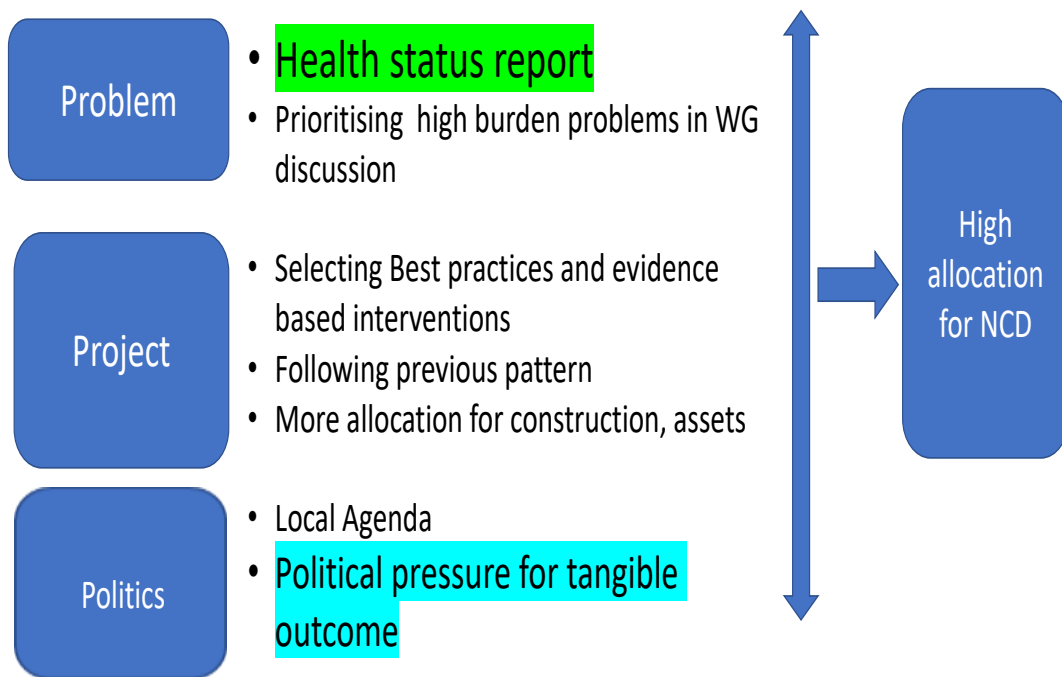 Problem
• Health status report
• Prioritising high burden problems in WG
discussion
Project
• Selecting Best practices and evidence
based interventions
• Following previous pattern
• More allocation for construction, assets
Politics
• Local Agenda
• Political pressure for tangible
outcome
High
allocation
for NCD